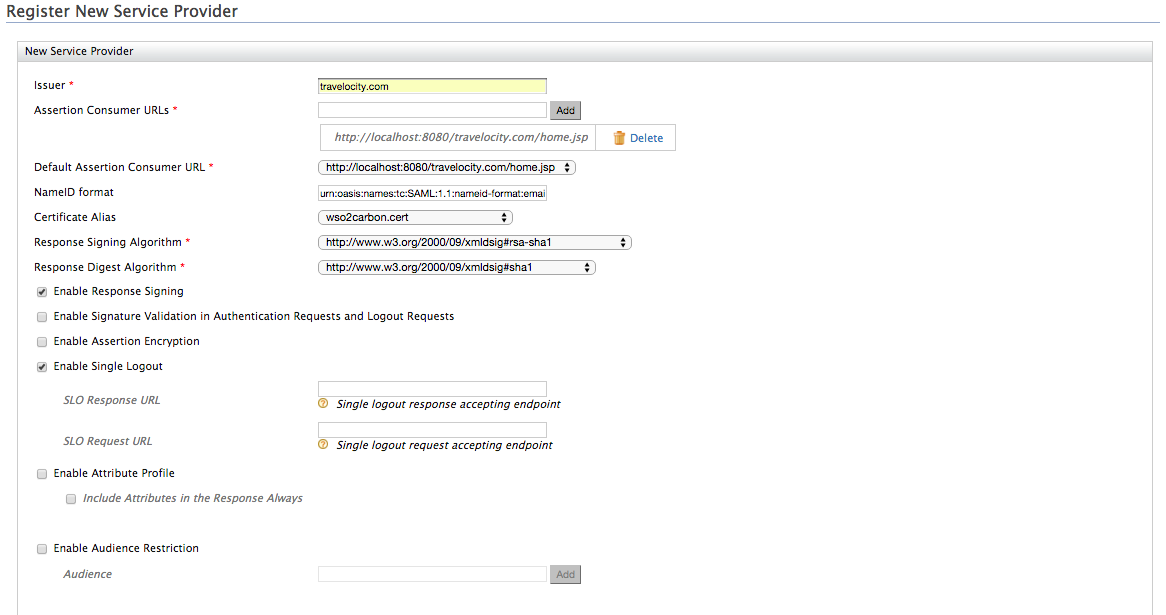 Register New Service Provider
New Service Provider
Issuer * travelocity.com
Assertion Consumer URLs * Add
http://localhost:8080/travelocity.com/home.jsp Delete
Default Assertion Consumer URL * http://localhost:8080/travelocity.com/home.jsp
NameID format urn:oasis:names:tc:SAML:1.1:nameid-format:emai
Certificate Alias wso2carbon.cert
Response Signing Algorithm * http://www.w3.org/2000/09/xmldsig#rsa-sha1
Response Digest Algorithm * http://www.w3.org/2000/09/xmldsig#sha1
Enable Response Signing
Enable Signature Validation in Authentication Requests and Logout Requests
Enable Assertion Encryption
Enable Single Logout
SLO Response URL
? Single logout response accepting endpoint
SLO Request URL
? Single logout request accepting endpoint
Enable Attribute Profile
Include Attributes in the Response Always
Enable Audience Restriction
Audience Add